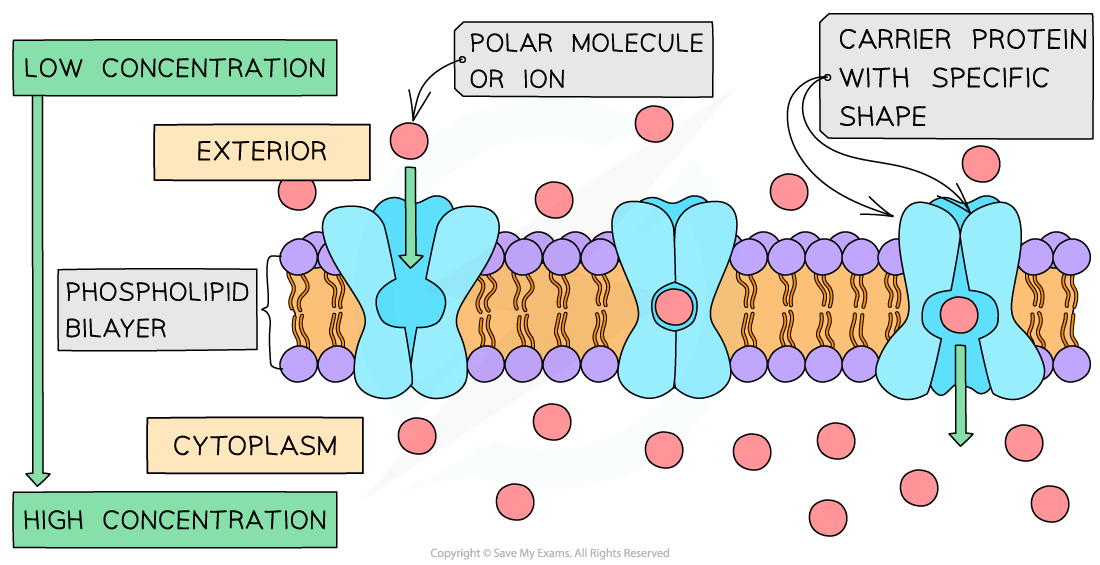 LOW CONCENTRATION
POLAR MOLECULE
OR ION
CARRIER PROTEIN
WITH SPECIFIC
SHAPE
EXTERIOR
PHOSPHOLIPID
BILAYER
CYTOPLASM
HIGH CONCENTRATION
Copyright © Save My Exams. All Rights Reserved